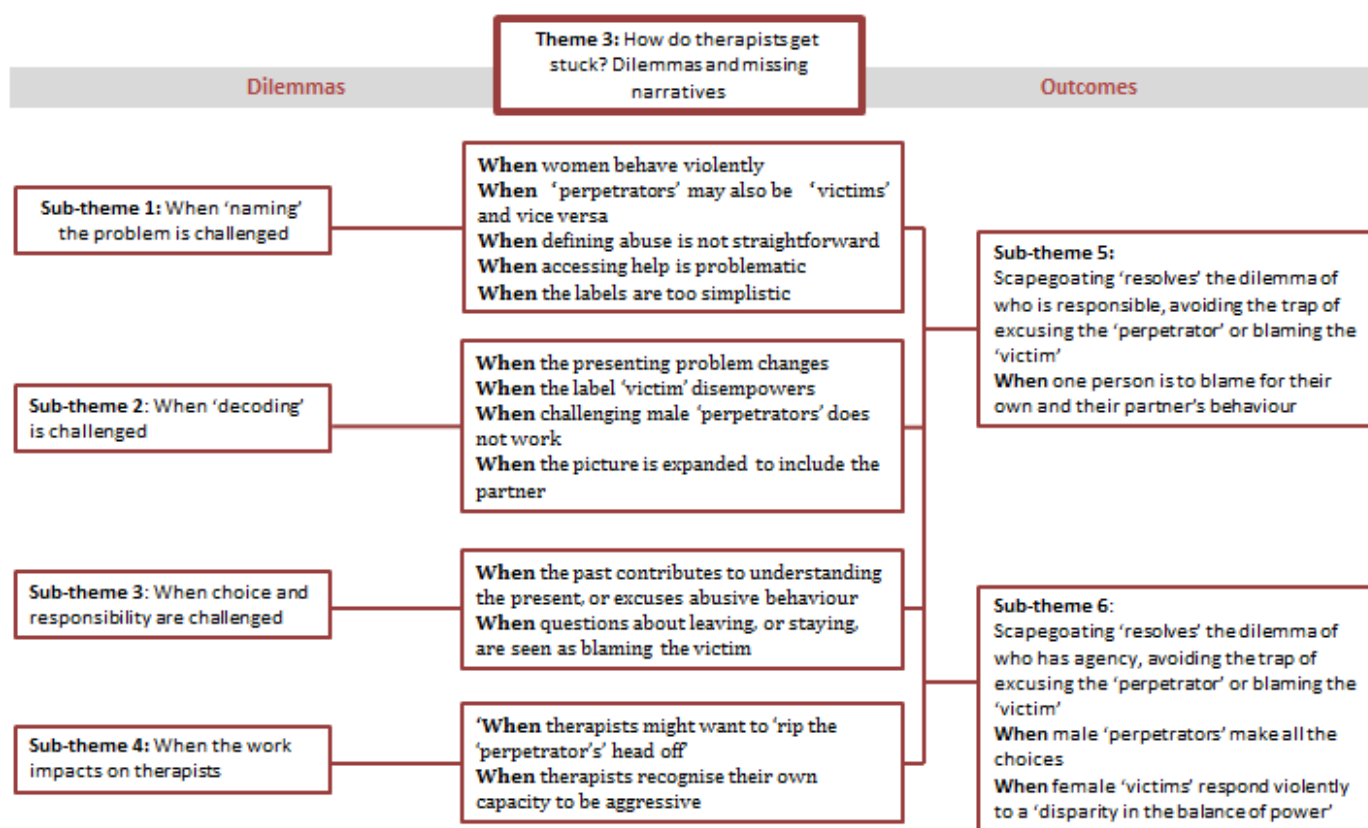 Theme 3: How do therapists get
stuck? Dilemmas and missing
narratives
Dilemmas
Outcomes
Sub-theme 1: When ‘naming’
the problem is challenged
When women behave violently
When ‘perpetrators’ may also be ‘victims’
and vice versa
When defining abuse is not straightforward
When accessing help is problematic
When the labels are too simplistic
Sub-theme 2: When ‘decoding’
is challenged
When the presenting problem changes
When the label ‘victim’ disempowers
When challenging male ‘perpetrators’ does
not work
When the picture is expanded to include the
partner
Sub-theme 3: When choice and
responsibility are challenged
When the past contributes to understanding
the present, or excuses abusive behaviour
When questions about leaving, or staying,
are seen as blaming the victim
Sub-theme 4: When the work
impacts on therapists
‘When therapists might want to ‘rip the
‘perpetrator’s’ head off’
When therapists recognise their own
capacity to be aggressive
Sub-theme 5:
Scapegoating ‘resolves’ the dilemma of
who is responsible, avoiding the trap of
excusing the ‘perpetrator’ or blaming the
‘victim’
When one person is to blame for their
own and their partner’s behaviour
Sub-theme 6:
Scapegoating ‘resolves’ the dilemma of
who has agency, avoiding the trap of
excusing the ‘perpetrator’ or blaming the
‘victim’
When male ‘perpetrators’ make all the
choices
When female ‘victims’ respond violently
to a ‘disparity in the balance of power’